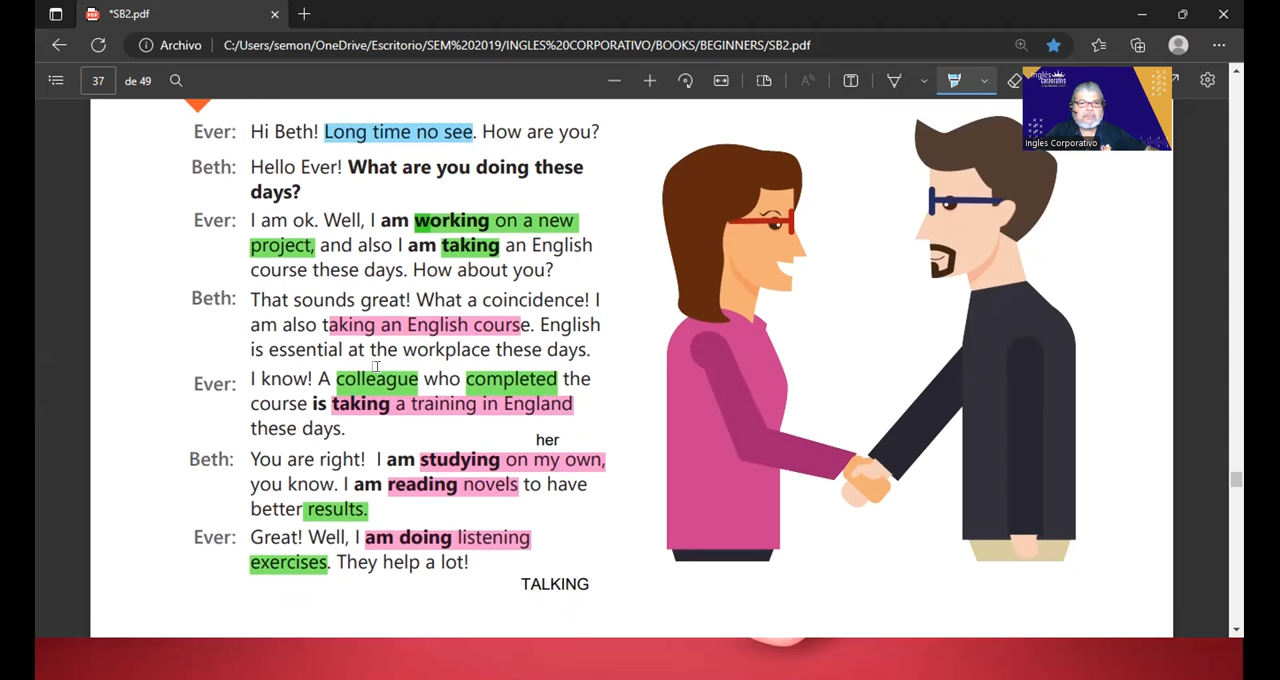 *SB2.pdf
Archivo
C:/Users/semon/OneDrive/Escritorio/SEM%202019/INGLES%20CORPORATIVO/BOOKS/BEGINNERS/SB2.pdf
37 de 49
Inglés Corporativo
Ingles Corporativo
Ever: Hi Beth! Long time no see. How are you?
Beth: Hello Ever! What are you doing these
days?
Ever: I am ok. Well, I am working on a new
project, and also I am taking an English
course these days. How about you?
Beth: That sounds great! What a coincidence! I
am also taking an English course. English
is essential at the workplace these days.
Ever: I know! A colleague who completed the
course is taking a training in England
these days.
her
Beth: You are right! I am studying on my own,
you know. I am reading novels to have
better results.
Ever: Great! Well, I am doing listening
exercises. They help a lot!
TALKING